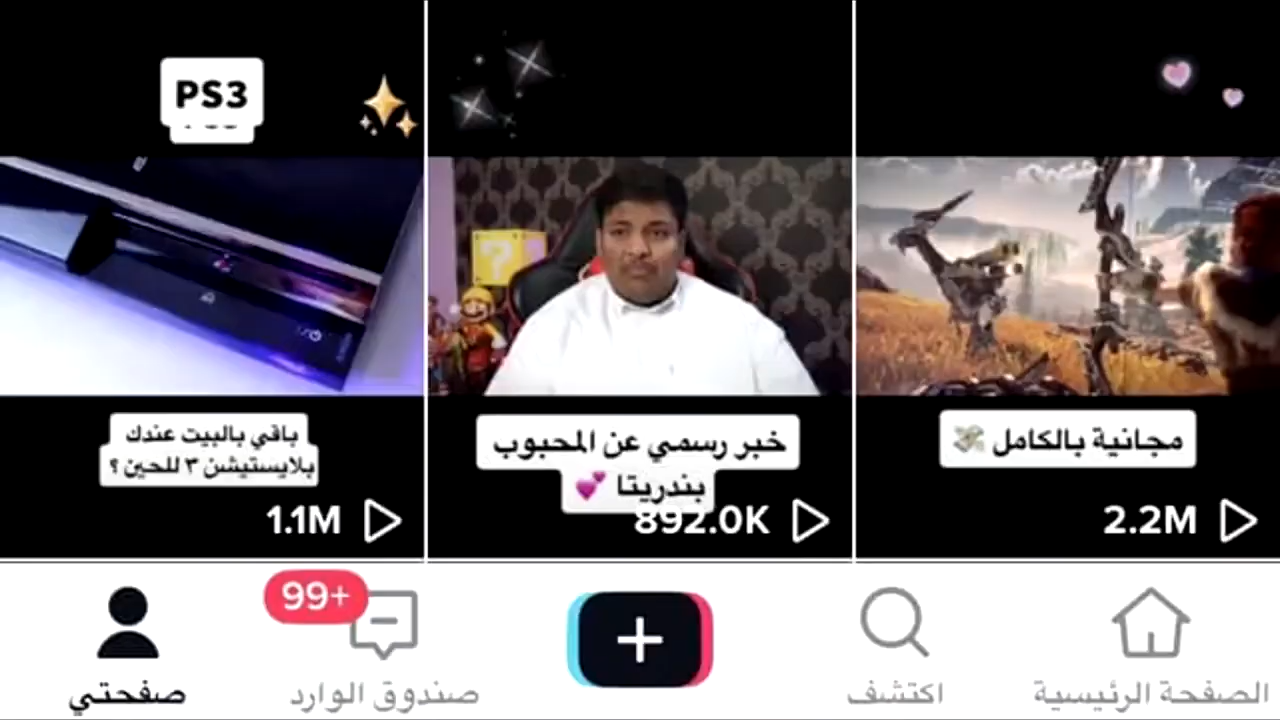 PS3
باقي بالبيت عندك
بلايستيشن ٣ للحين ؟
1.1M
خبر رسمي عن المحبوب
بندريتا 💕
892.0K
مجانية بالكامل 💸
2.2M
الصفحة الرئيسية
اكتشف
99+
صندوق الوارد
صفحتي